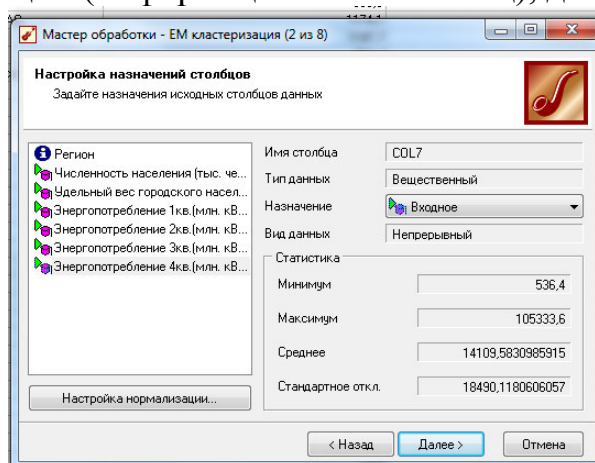 Мастер обработки - EM кластеризация (2 из 8)
Настройка назначений столбцов
Задайте назначения исходных столбцов данных
Регион
Численность населения (тыс. че...
Удельный вес городского насел...
Энергопотребление 1кв.(млн. кВ...
Энергопотребление 2кв.(млн. кВ...
Энергопотребление 3кв.(млн. кВ...
Энергопотребление 4кв.(млн. кВ...
Настройка нормализации...
Имя столбца COL7
Тип данных Вещественный
Назначение Входное
Вид данных Непрерывный
Статистика
Минимум 536,4
Максимум 105333,6
Среднее 14109,5830985915
Стандартное откл. 18490,1180606057
< Назад Далее > Отмена